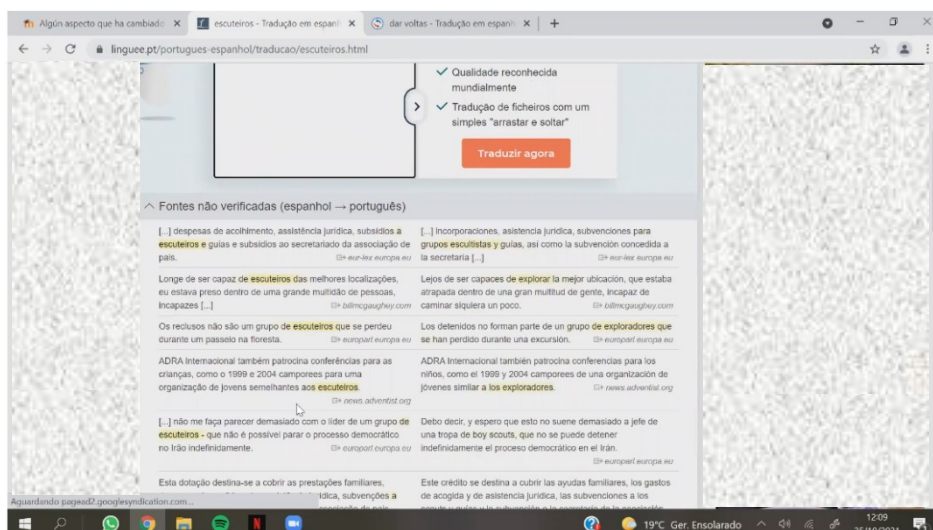 Algún aspecto que ha cambiado
escuteiros - Tradução em espanh
dar voltas - Tradução em espanh
linguee.pt/portugues-espanhol/traducao/escuteiros.html
Qualidade reconhecida
mundialmente
Tradução de ficheiros com um
simples "arrastar e soltar"
Traduzir agora
Fontes não verificadas (espanhol → português)
[...] despesas de acolhimento, assistência jurídica, subsídios a
escuteiros e guias e subsídios ao secretariado da associação de
pais.
eur-lex.europa.eu
[...] incorporaciones, asistencia jurídica, subvenciones para
grupos escultistas y guías, así como la subvención concedida a
la secretaria [...]
eur-lex.europa.eu
Longe de ser capaz de escuteiros das melhores localizações,
eu estava preso dentro de uma grande multidão de pessoas,
incapazes [...]
billmcgaughey.com
Lejos de ser capaces de explorar la mejor ubicación, que estaba
atrapada dentro de una gran multitud de gente, incapaz de
caminar siquiera un poco.
billmcgaughey.com
Os reclusos não são um grupo de escuteiros que se perdeu
durante um passeio na floresta.
europarl.europa.eu
Los detenidos no forman parte de un grupo de exploradores que
se han perdido durante una excursión.
europarl.europa.eu
ADRA Internacional também patrocina conferências para as
crianças, como o 1999 e 2004 camporees para uma
organização de jovens semelhantes aos escuteiros.
news.adventist.org
ADRA Internacional también patrocina conferencias para los
niños, como el 1999 y 2004 camporees de una organización de
jóvenes similar a los exploradores.
news.adventist.org
[...] não me faça parecer demasiado com o líder de um grupo de
escuteiros - que não é possível parar o processo democrático
no Irão indefinidamente.
europarl.europa.eu
Debo decir, y espero que esto no suene demasiado a jefe de
una tropa de boy scouts, que no se puede detener
indefinidamente el proceso democrático en el Irán.
europarl.europa.eu
Esta dotação destina-se a cobrir as prestações familiares,
ídica, subvenções a
Este crédito se destina a cubrir las ayudas familiares, los gastos
de acogida y de asistencia jurídica, las subvenciones a los
Aguardando pagead2.googlesyndication.com...
19°C Ger. Ensolarado
12:09